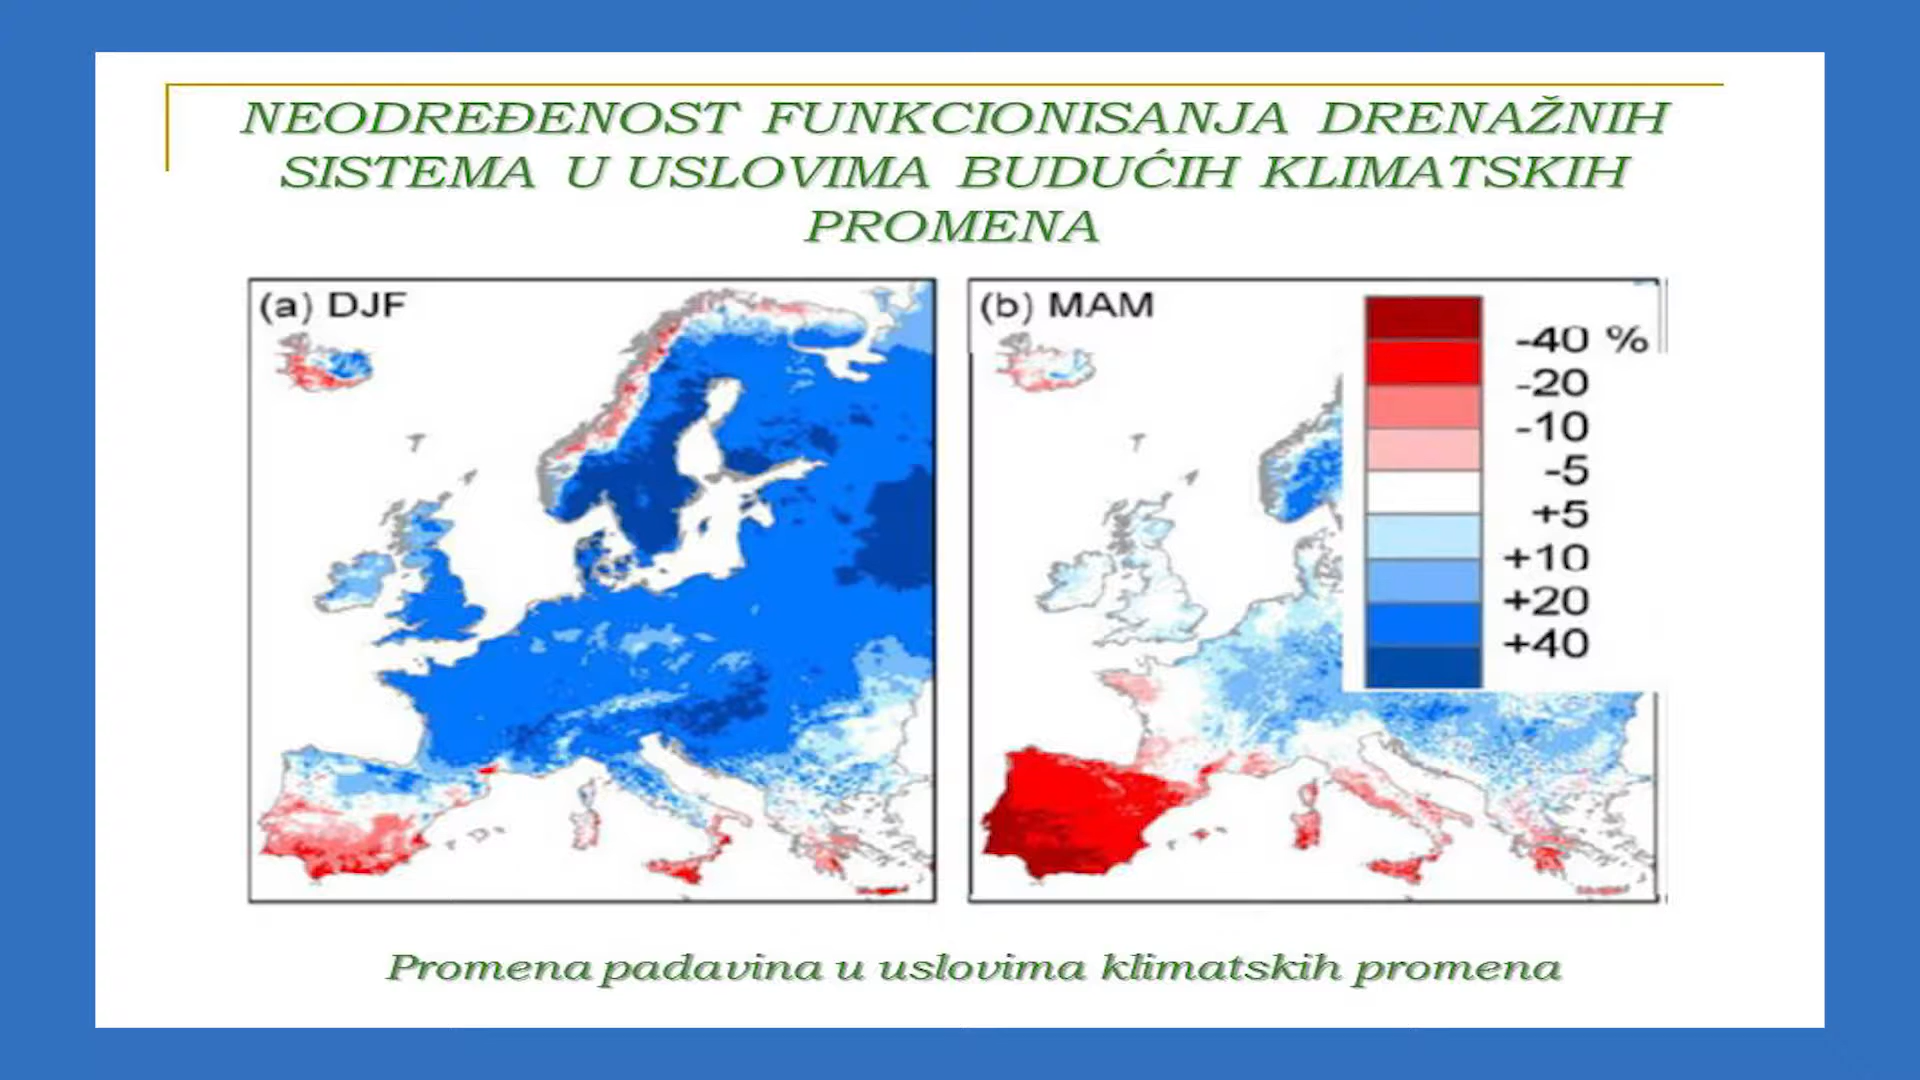 NEODREĐENOST FUNKCIONISANJA DRENAŽNIH
SISTEMA U USLOVIMA BUDUĆIH KLIMATSKIH
PROMENA
(a) DJF
(b) MAM
-40 %
-20
-10
-5
+5
+10
+20
+40
Promena padavina u uslovima klimatskih promena